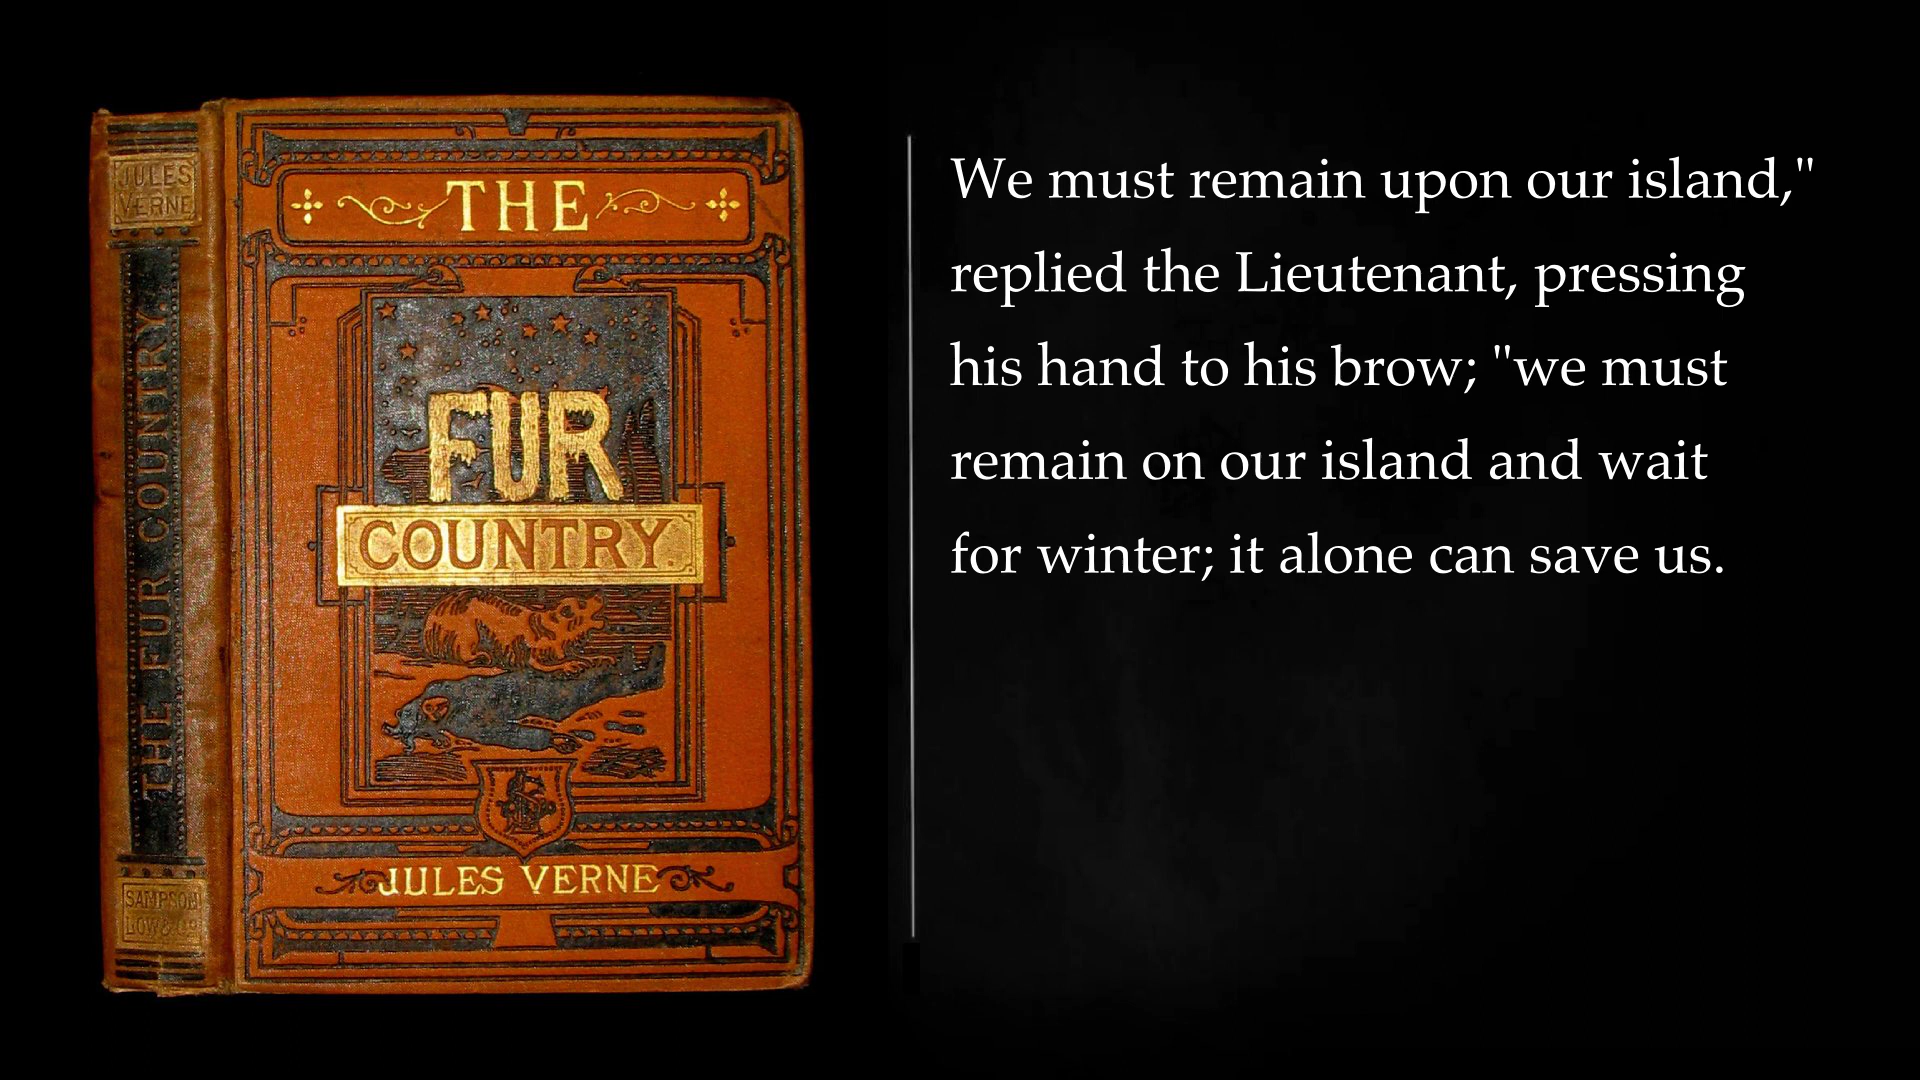 JULES
VERNE
THE FUR COUNTRY.
SAMPSON
LOW & Co
THE
FUR
COUNTRY.
JULES VERNE
We must remain upon our island,"
replied the Lieutenant, pressing
his hand to his brow; "we must
remain on our island and wait
for winter; it alone can save us.